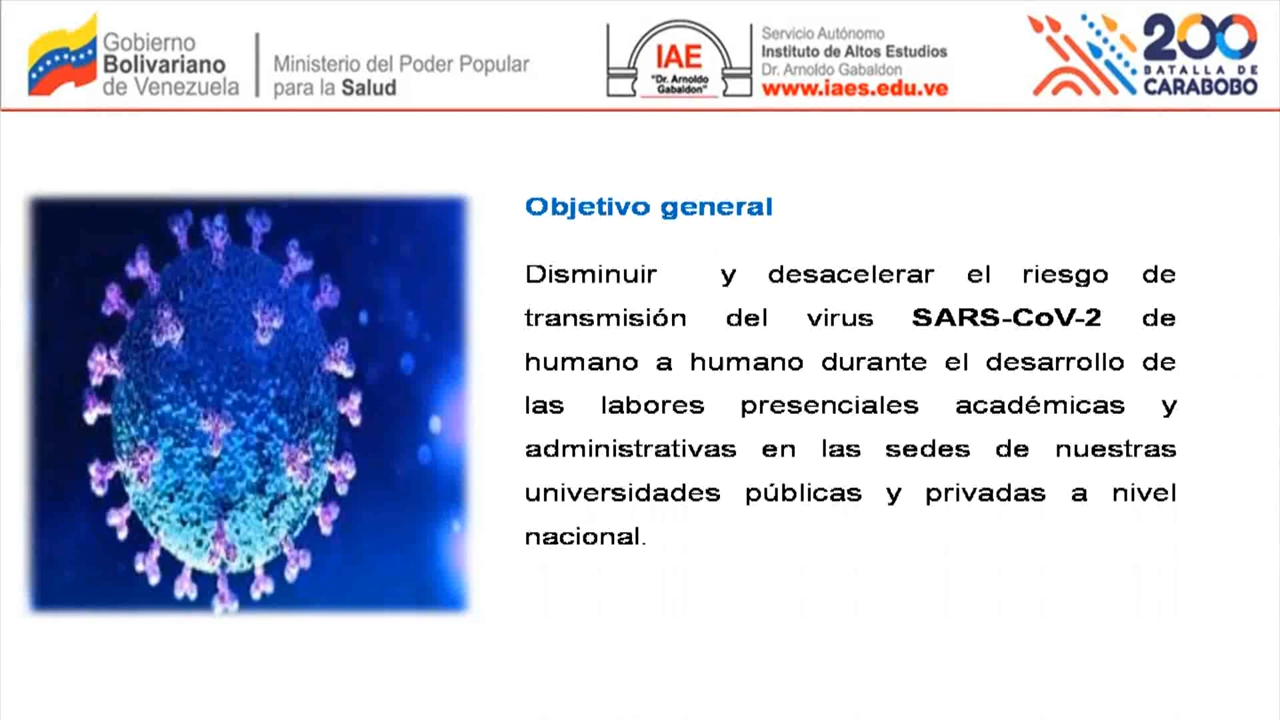 Gobierno
Bolivariano
de Venezuela
Ministerio del Poder Popular
para la Salud
IAE
"Dr. Arnoldo
Gabaldon"
Servicio Autónomo
Instituto de Altos Estudios
Dr. Arnoldo Gabaldon
www.iaes.edu.ve
200
BATALLA DE
CARABOBO
Objetivo general
Disminuir y desacelerar el riesgo de
transmisión del virus SARS-CoV-2 de
humano a humano durante el desarrollo de
las labores presenciales académicas y
administrativas en las sedes de nuestras
universidades públicas y privadas a nivel
nacional.